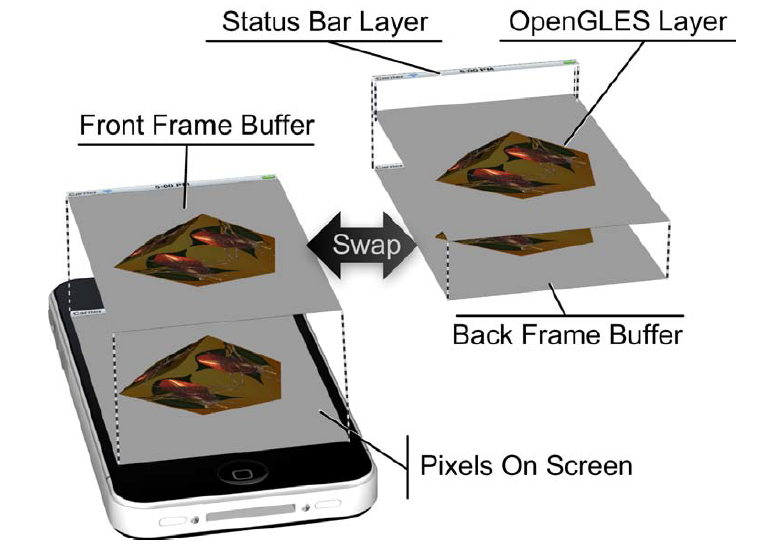 Status Bar Layer
OpenGLES Layer
Carrier 5:00 PM
Front Frame Buffer
Carrier
Carrier 5:00 PM
Swap
Carrier
Back Frame Buffer
Pixels On Screen